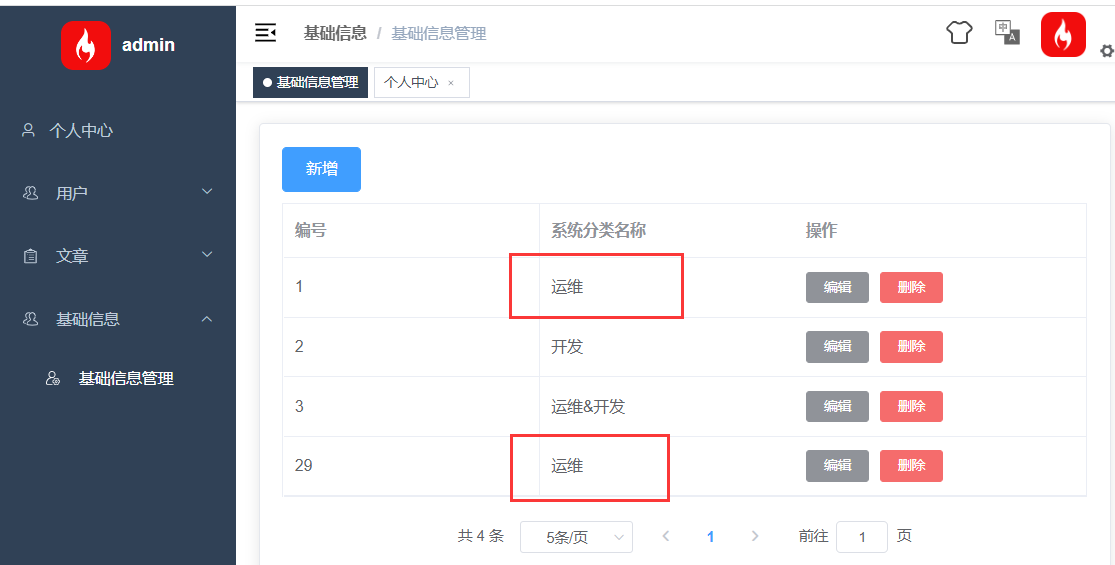 admin
个人中心
用户
文章
基础信息
基础信息管理
基础信息 / 基础信息管理
中 A
基础信息管理 个人中心 ×
新增
编号 系统分类名称 操作
1 运维 编辑 删除
2 开发 编辑 删除
3 运维&开发 编辑 删除
29 运维 编辑 删除
共 4 条 5条/页 1 前往 1 页